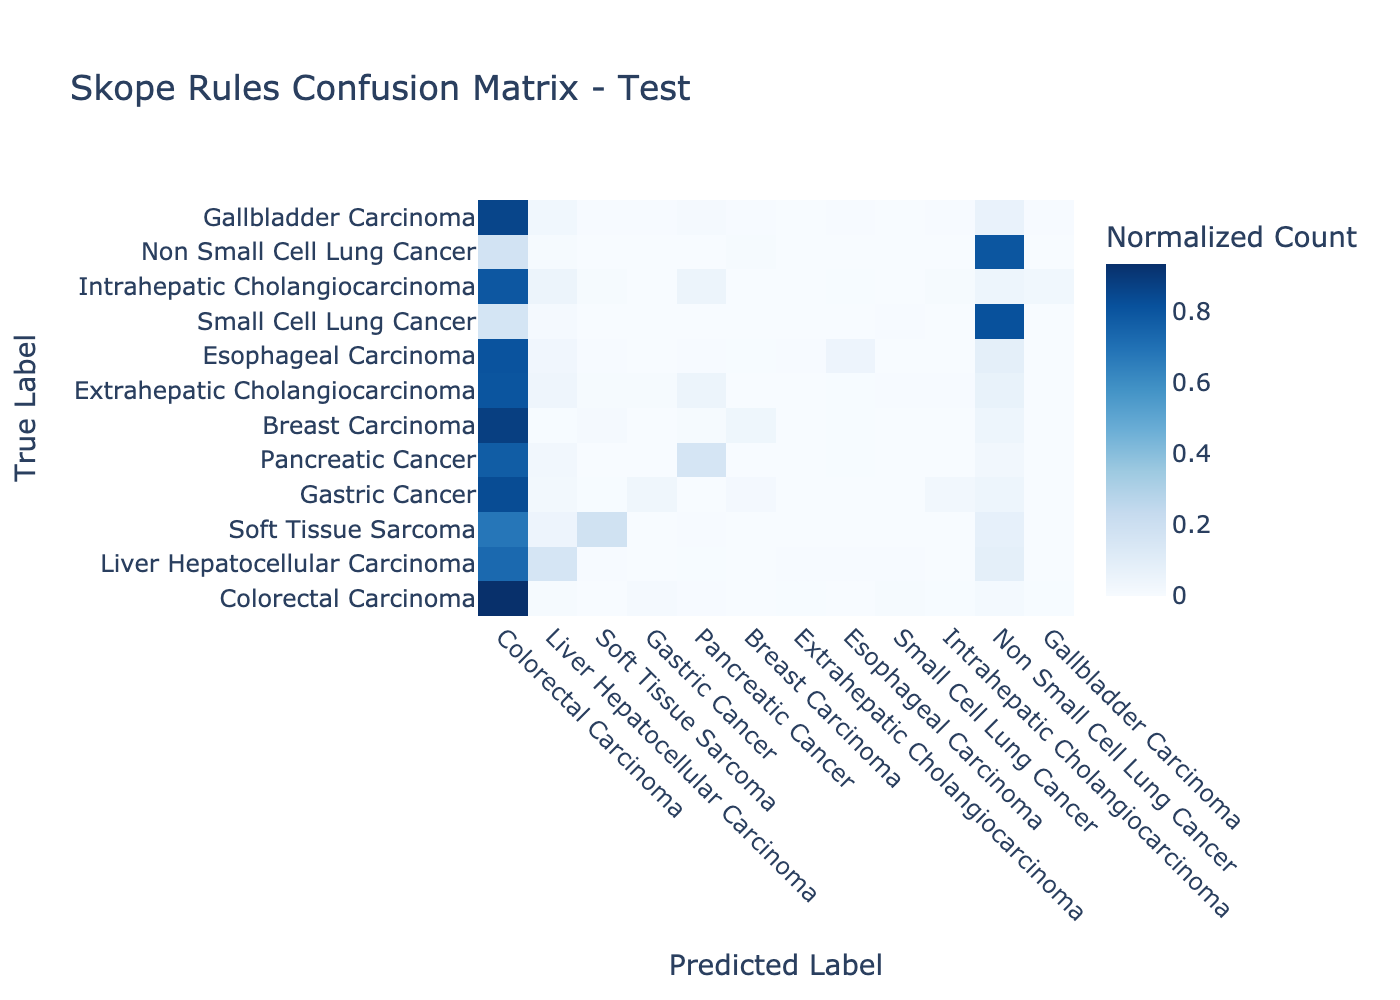 Skope Rules Confusion Matrix - Test
Gallbladder Carcinoma
Non Small Cell Lung Cancer
Intrahepatic Cholangiocarcinoma
Small Cell Lung Cancer
Esophageal Carcinoma
Extrahepatic Cholangiocarcinoma
Breast Carcinoma
Pancreatic Cancer
Gastric Cancer
Soft Tissue Sarcoma
Liver Hepatocellular Carcinoma
Colorectal Carcinoma
True Label
Normalized Count
0.8
0.6
0.4
0.2
0
Colorectal Carcinoma
Liver Hepatocellular Carcinoma
Soft Tissue Sarcoma
Gastric Cancer
Pancreatic Cancer
Breast Carcinoma
Extrahepatic Cholangiocarcinoma
Esophageal Carcinoma
Small Cell Lung Cancer
Intrahepatic Cholangiocarcinoma
Non Small Cell Lung Cancer
Gallbladder Carcinoma
Predicted Label